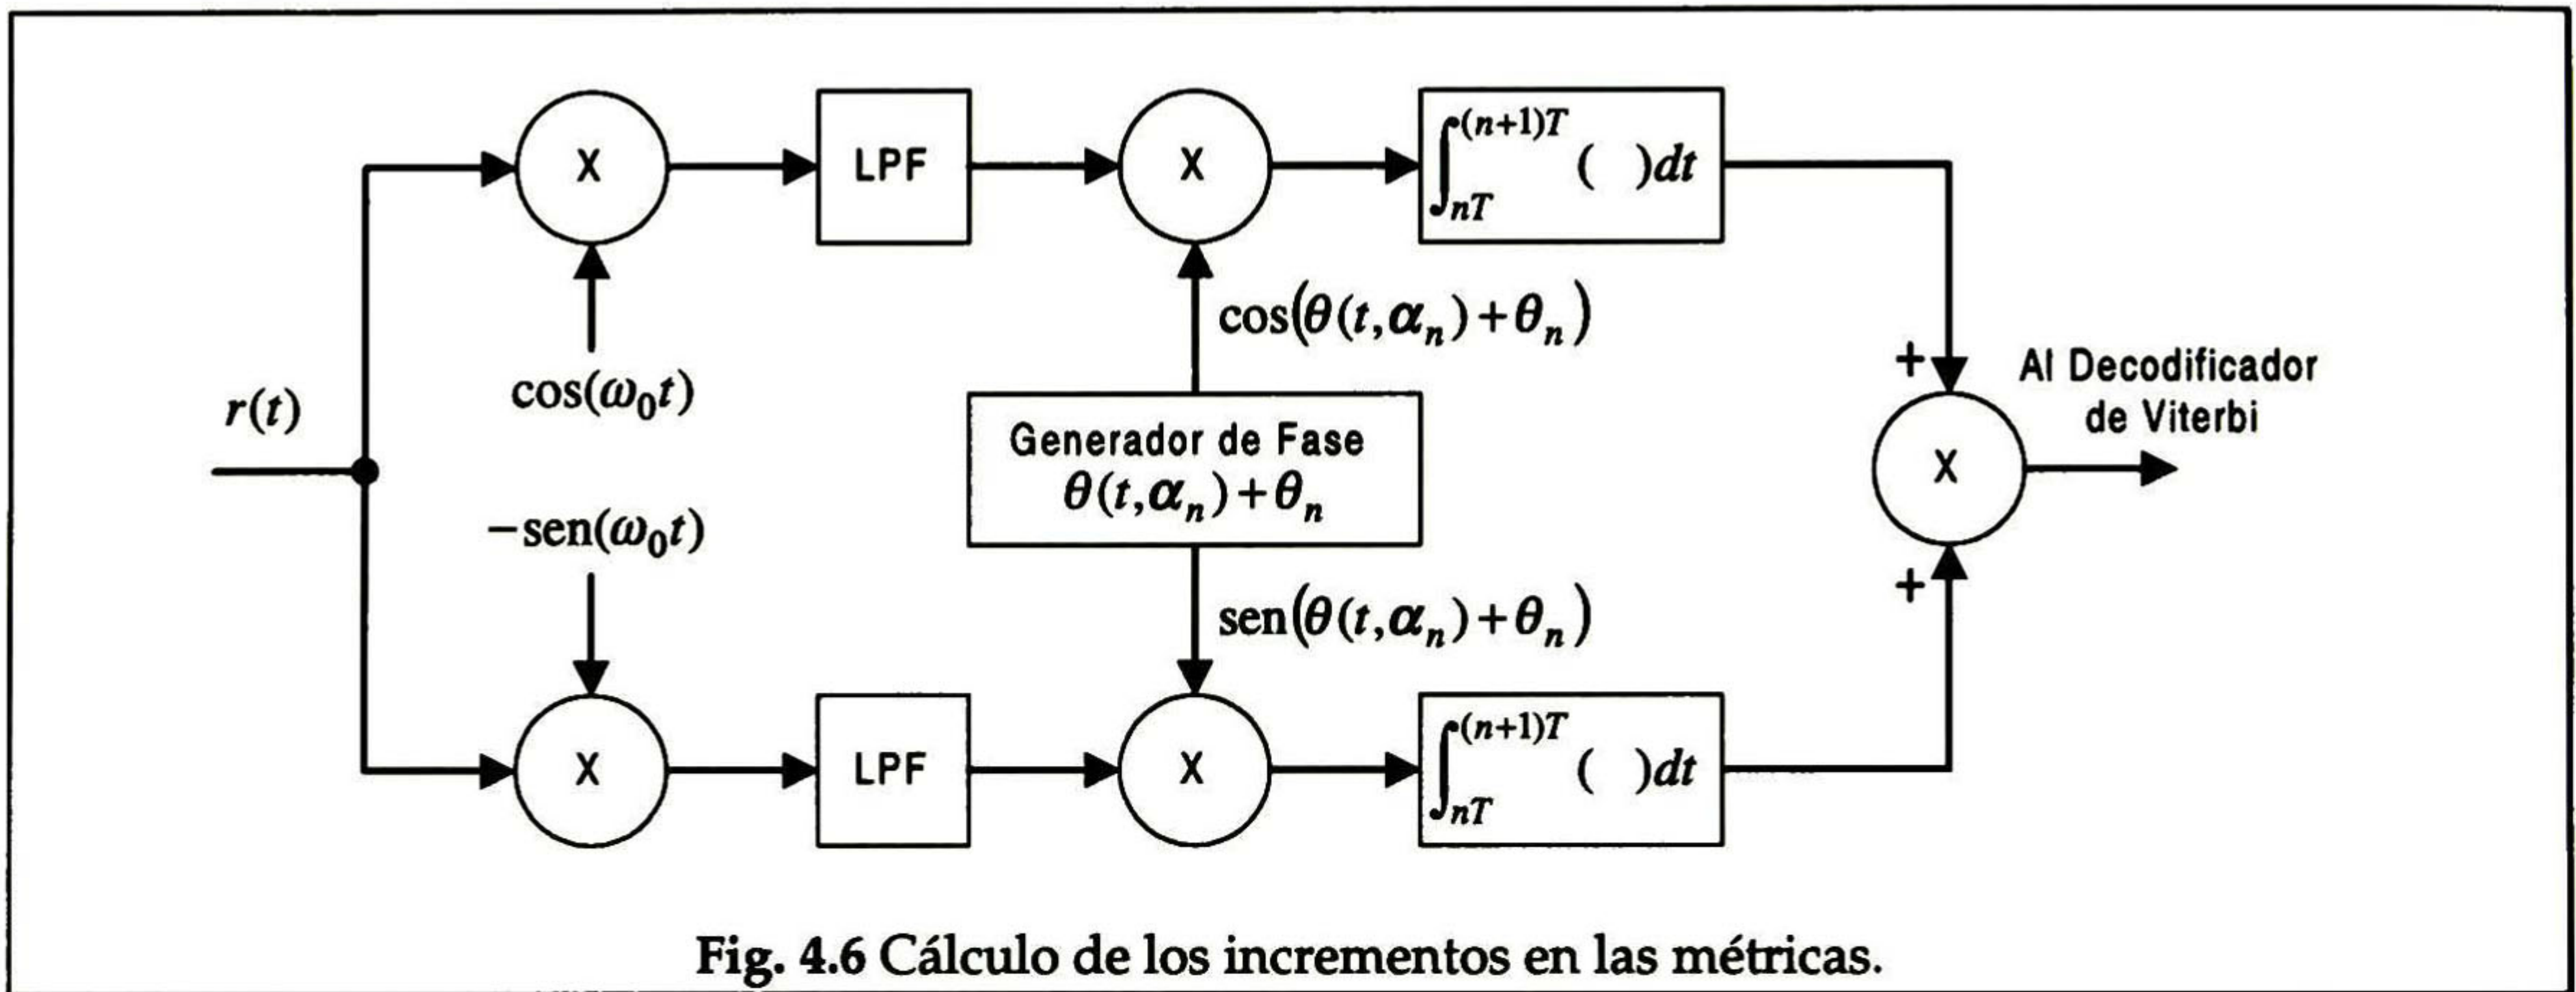 X
LPF
X
∫_{nT}^{(n+1)T} ( )dt
cos(ω₀t)
cos(θ(t,αₙ)+θₙ)
r(t)
Generador de Fase
θ(t,αₙ)+θₙ
+
Al Decodificador
de Viterbi
X
−sen(ω₀t)
sen(θ(t,αₙ)+θₙ)
+
X
LPF
X
∫_{nT}^{(n+1)T} ( )dt
Fig. 4.6 Cálculo de los incrementos en las métricas.